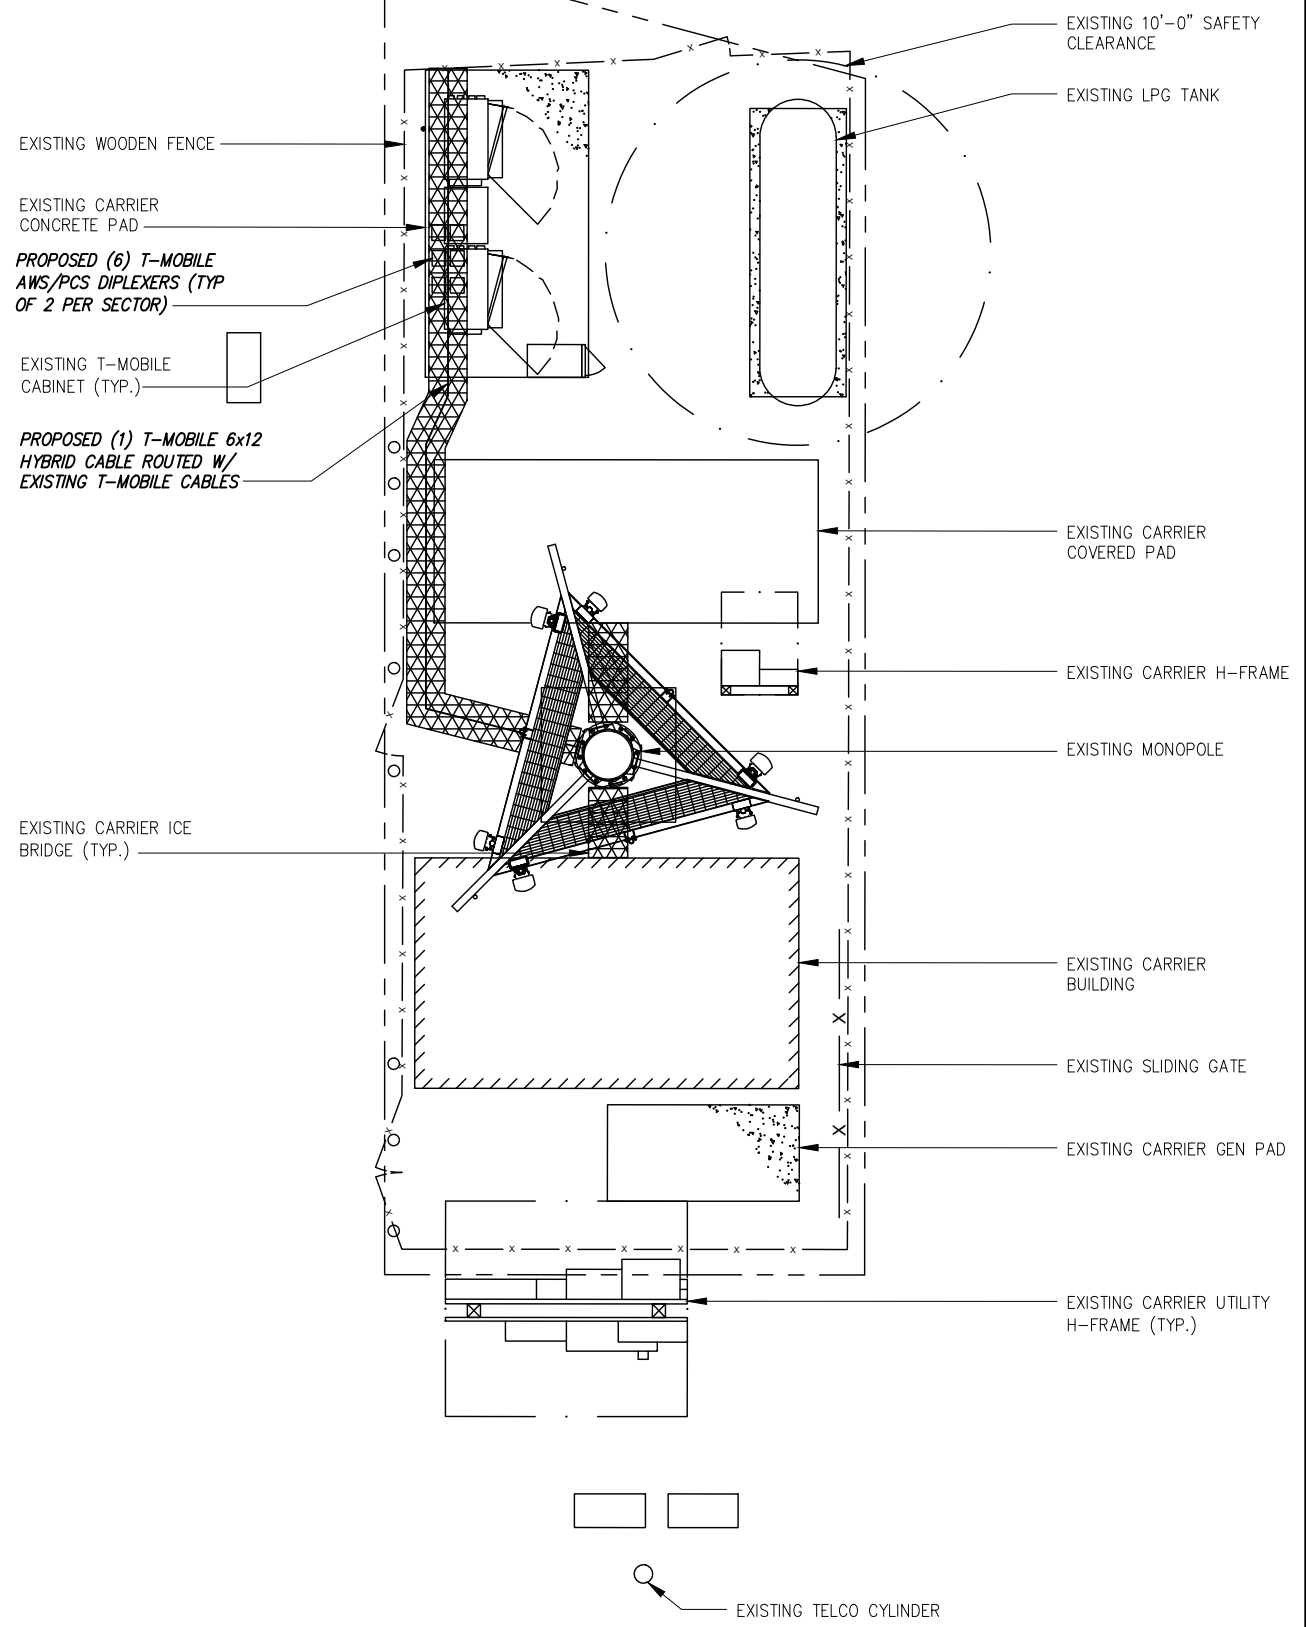 EXISTING 10'-0" SAFETY
CLEARANCE
EXISTING LPG TANK
EXISTING WOODEN FENCE
EXISTING CARRIER
CONCRETE PAD
PROPOSED (6) T-MOBILE
AWS/PCS DIPLEXERS (TYP
OF 2 PER SECTOR)
EXISTING T-MOBILE
CABINET (TYP.)
PROPOSED (1) T-MOBILE 6x12
HYBRID CABLE ROUTED W/
EXISTING T-MOBILE CABLES
EXISTING CARRIER
COVERED PAD
EXISTING CARRIER H-FRAME
EXISTING MONOPOLE
EXISTING CARRIER ICE
BRIDGE (TYP.)
EXISTING CARRIER
BUILDING
EXISTING SLIDING GATE
EXISTING CARRIER GEN PAD
EXISTING CARRIER UTILITY
H-FRAME (TYP.)
EXISTING TELCO CYLINDER